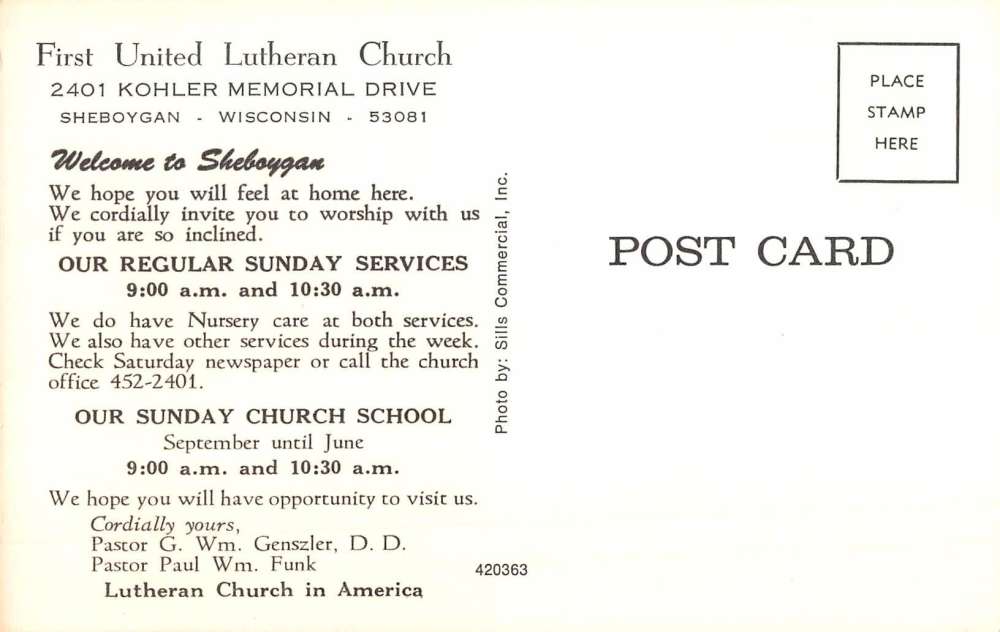 First United Lutheran Church
2401 KOHLER MEMORIAL DRIVE
SHEBOYGAN - WISCONSIN - 53081
Welcome to Sheboygan
We hope you will feel at home here.
We cordially invite you to worship with us
if you are so inclined.
OUR REGULAR SUNDAY SERVICES
9:00 a.m. and 10:30 a.m.
We do have Nursery care at both services.
We also have other services during the week.
Check Saturday newspaper or call the church
office 452-2401.
OUR SUNDAY CHURCH SCHOOL
September until June
9:00 a.m. and 10:30 a.m.
We hope you will have opportunity to visit us.
Cordially yours,
Pastor G. Wm. Genszler, D. D.
Pastor Paul Wm. Funk
Lutheran Church in America
Photo by: Sills Commercial, Inc.
420363
PLACE
STAMP
HERE
POST CARD